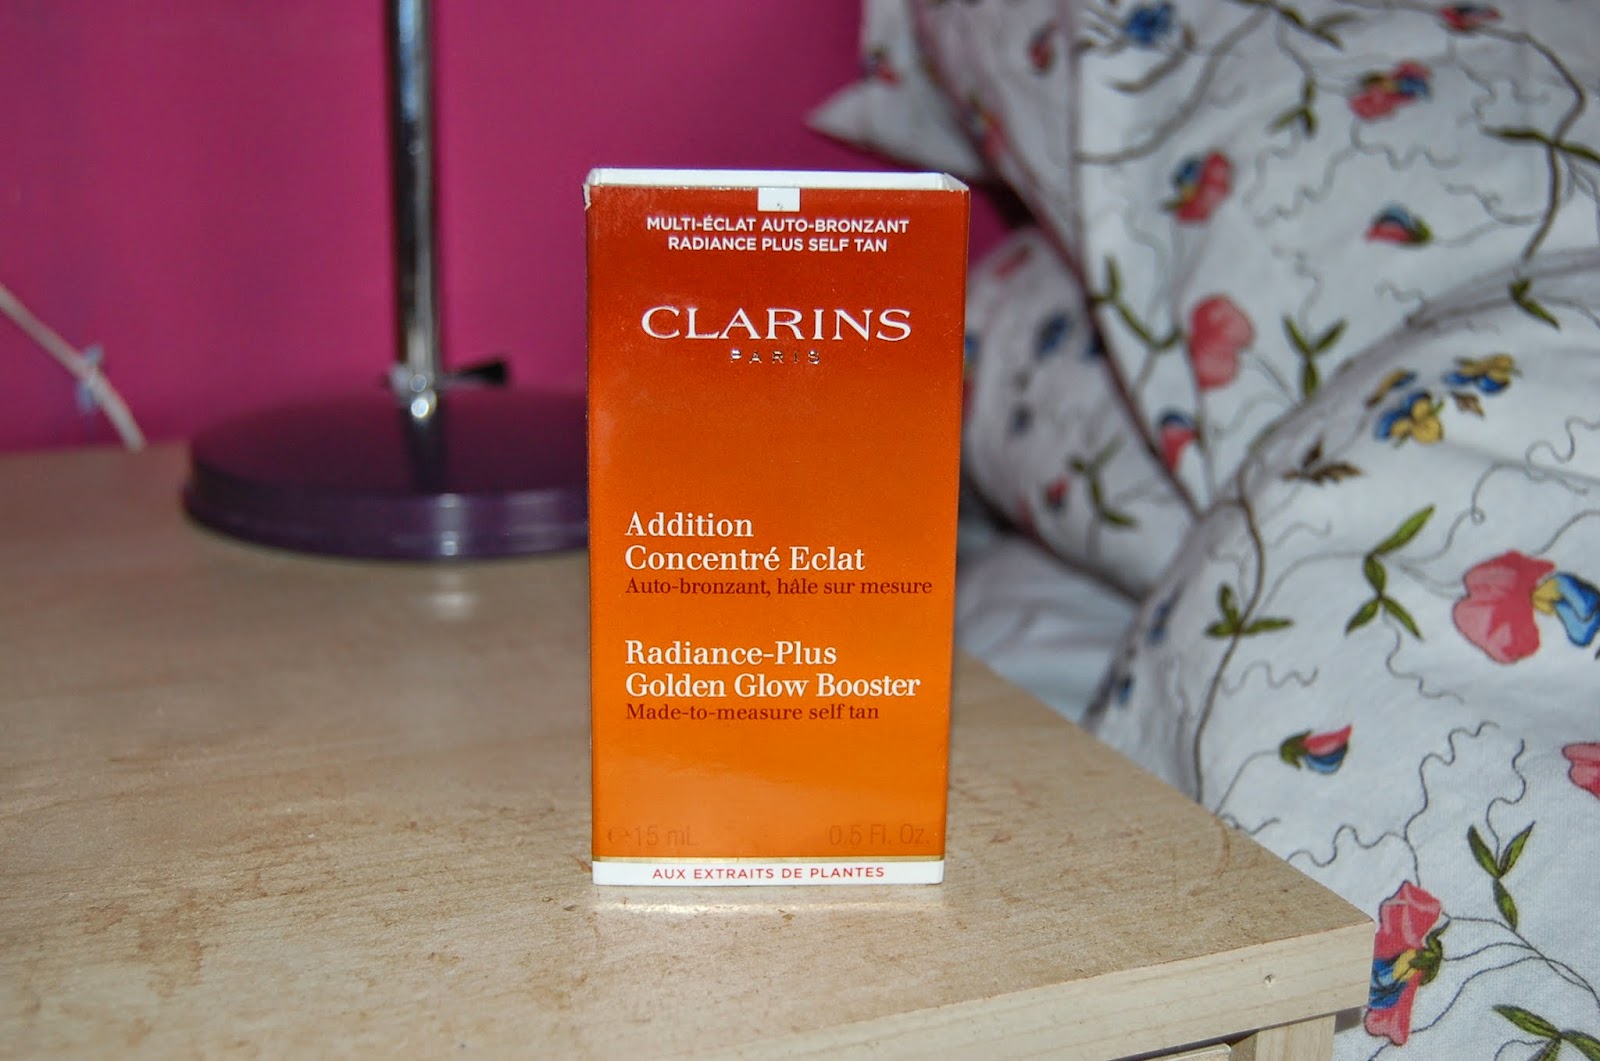 MULTI-ÉCLAT AUTO-BRONZANT
RADIANCE PLUS SELF TAN
CLARINS
PARIS
Addition
Concentré Eclat
Auto-bronzant, hâle sur mesure
Radiance-Plus
Golden Glow Booster
Made-to-measure self tan
℮ 15 mL 0.5 Fl. Oz.
AUX EXTRAITS DE PLANTES